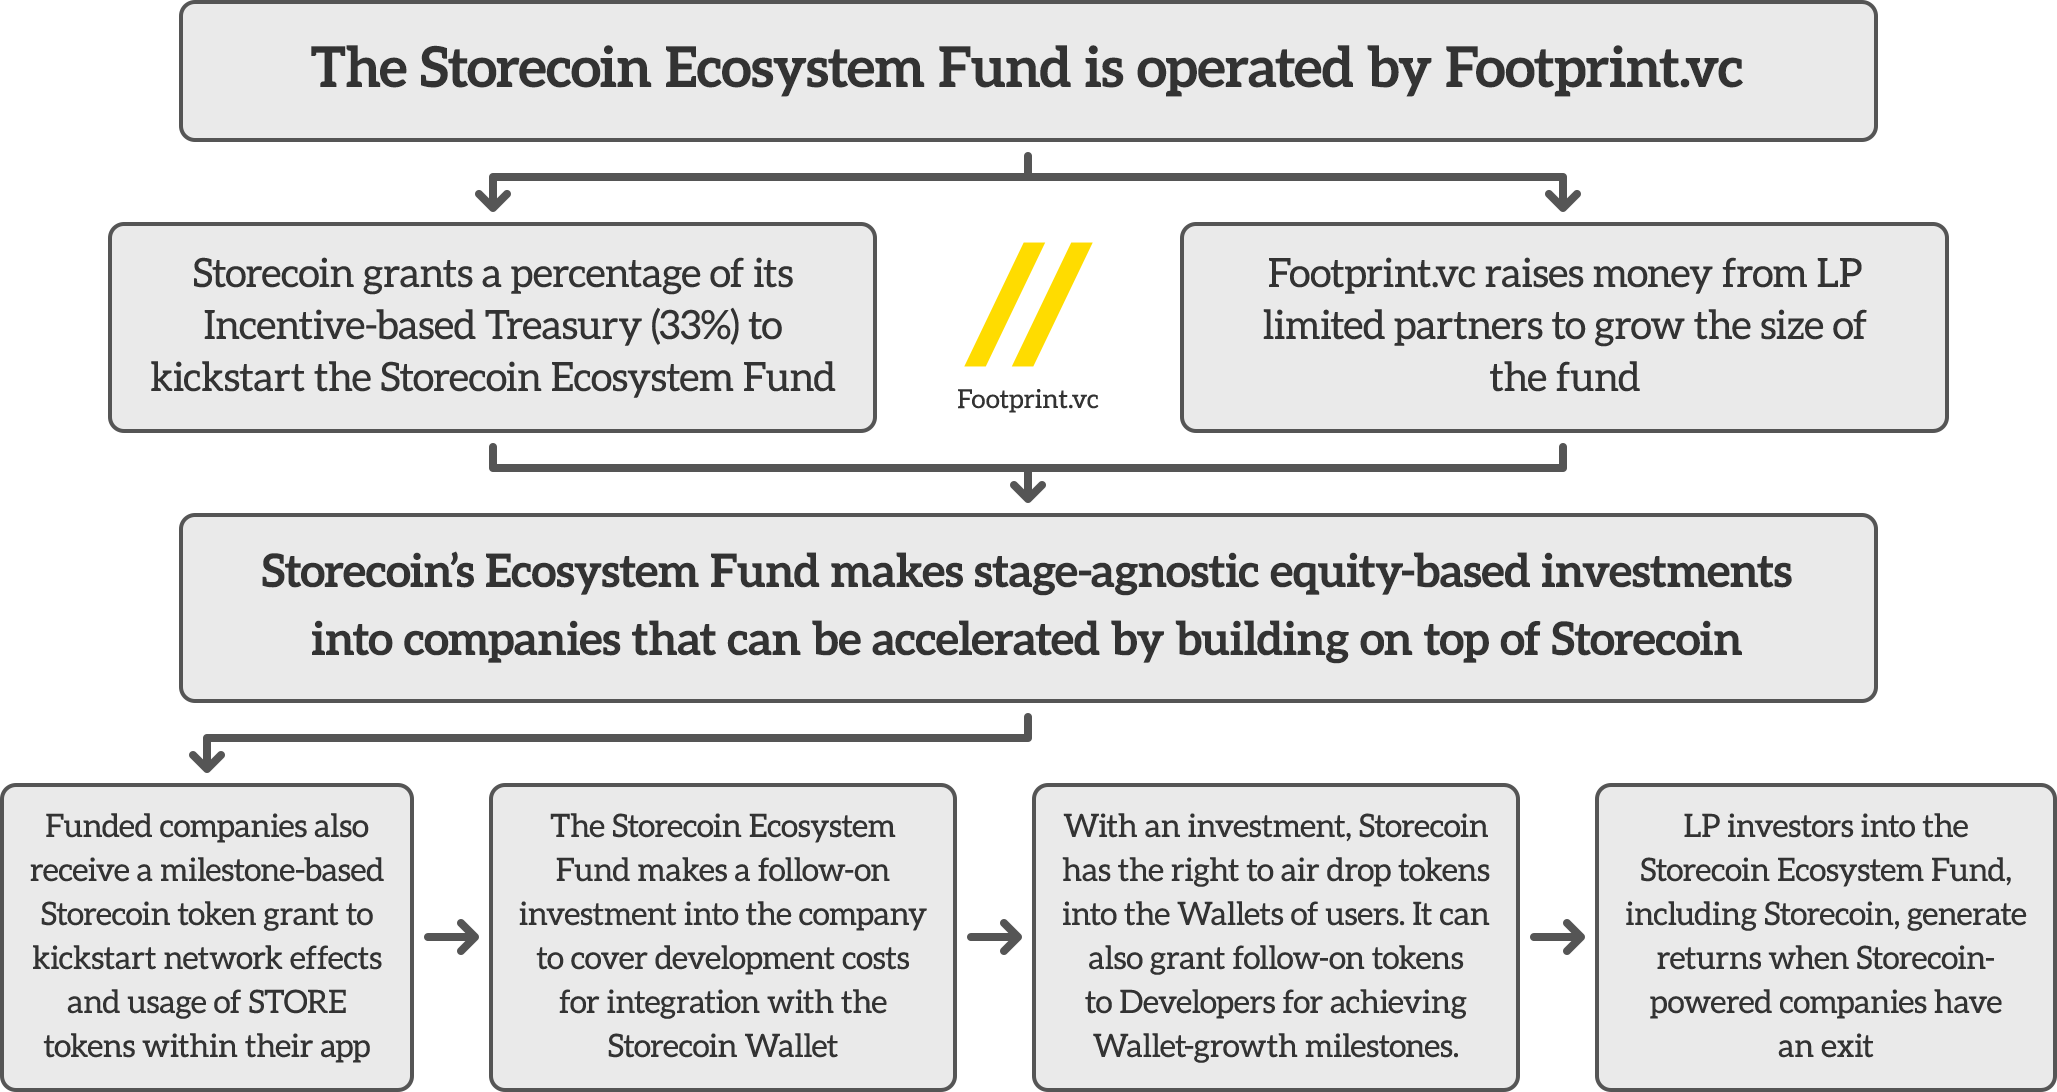 The Storecoin Ecosystem Fund is operated by Footprint.vc
Storecoin grants a percentage of its
Incentive-based Treasury (33%) to
kickstart the Storecoin Ecosystem Fund
Footprint.vc
Footprint.vc raises money from LP
limited partners to grow the size of
the fund
Storecoin’s Ecosystem Fund makes stage-agnostic equity-based investments
into companies that can be accelerated by building on top of Storecoin
Funded companies also
receive a milestone-based
Storecoin token grant to
kickstart network effects
and usage of STORE
tokens within their app
The Storecoin Ecosystem
Fund makes a follow-on
investment into the company
to cover development costs
for integration with the
Storecoin Wallet
With an investment, Storecoin
has the right to air drop tokens
into the Wallets of users. It can
also grant follow-on tokens
to Developers for achieving
Wallet-growth milestones.
LP investors into the
Storecoin Ecosystem Fund,
including Storecoin, generate
returns when Storecoin-
powered companies have
an exit